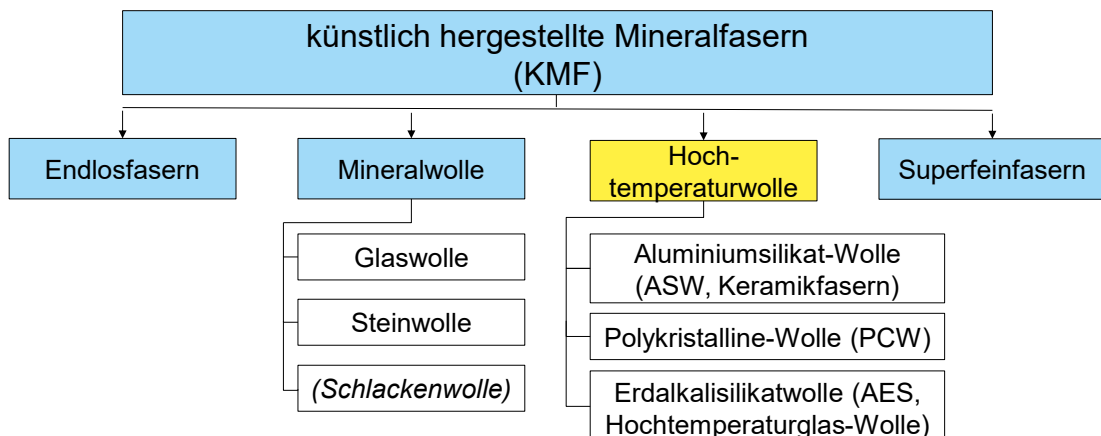 künstlich hergestellte Mineralfasern
(KMF)
Endlosfasern
Mineralwolle
Hoch-
temperaturwolle
Superfeinfasern
Glaswolle
Steinwolle
(Schlackenwolle)
Aluminiumsilikat-Wolle
(ASW, Keramikfasern)
Polykristalline-Wolle (PCW)
Erdalkalisilikatwolle (AES,
Hochtemperaturglas-Wolle)